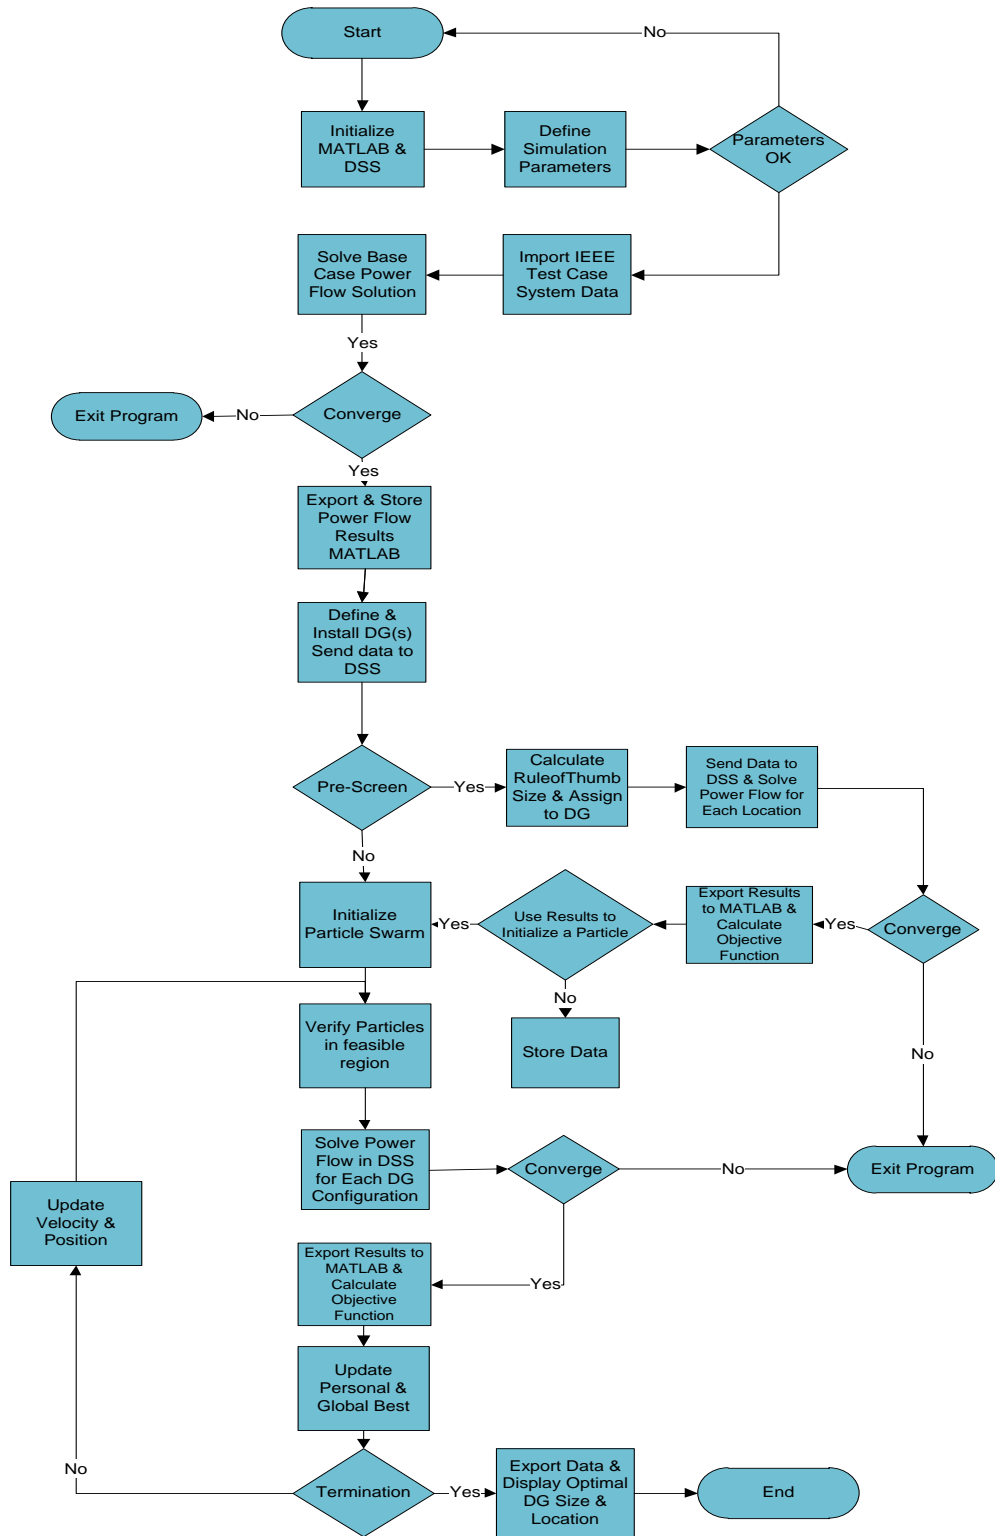 Start
No
Initialize
MATLAB &
DSS
Define
Simulation
Parameters
Parameters
OK
Solve Base
Case Power
Flow Solution
Import IEEE
Test Case
System Data
Yes
Exit Program
No
Converge
Yes
Export & Store
Power Flow
Results
MATLAB
Define &
Install DG(s)
Send data to
DSS
Pre-Screen
Yes
Calculate
RuleofThumb
Size & Assign
to DG
Send Data to
DSS & Solve
Power Flow for
Each Location
No
Initialize
Particle Swarm
Yes
Use Results to
Initialize a Particle
Export Results
to MATLAB &
Calculate
Objective
Function
Yes
Converge
No
Store Data
No
Verify Particles
in feasible
region
Solve Power
Flow in DSS
for Each DG
Configuration
Converge
No
Exit Program
Update
Velocity &
Position
Export Results to
MATLAB &
Calculate
Objective
Function
Yes
Update
Personal &
Global Best
No
Termination
Yes
Export Data &
Display Optimal
DG Size &
Location
End